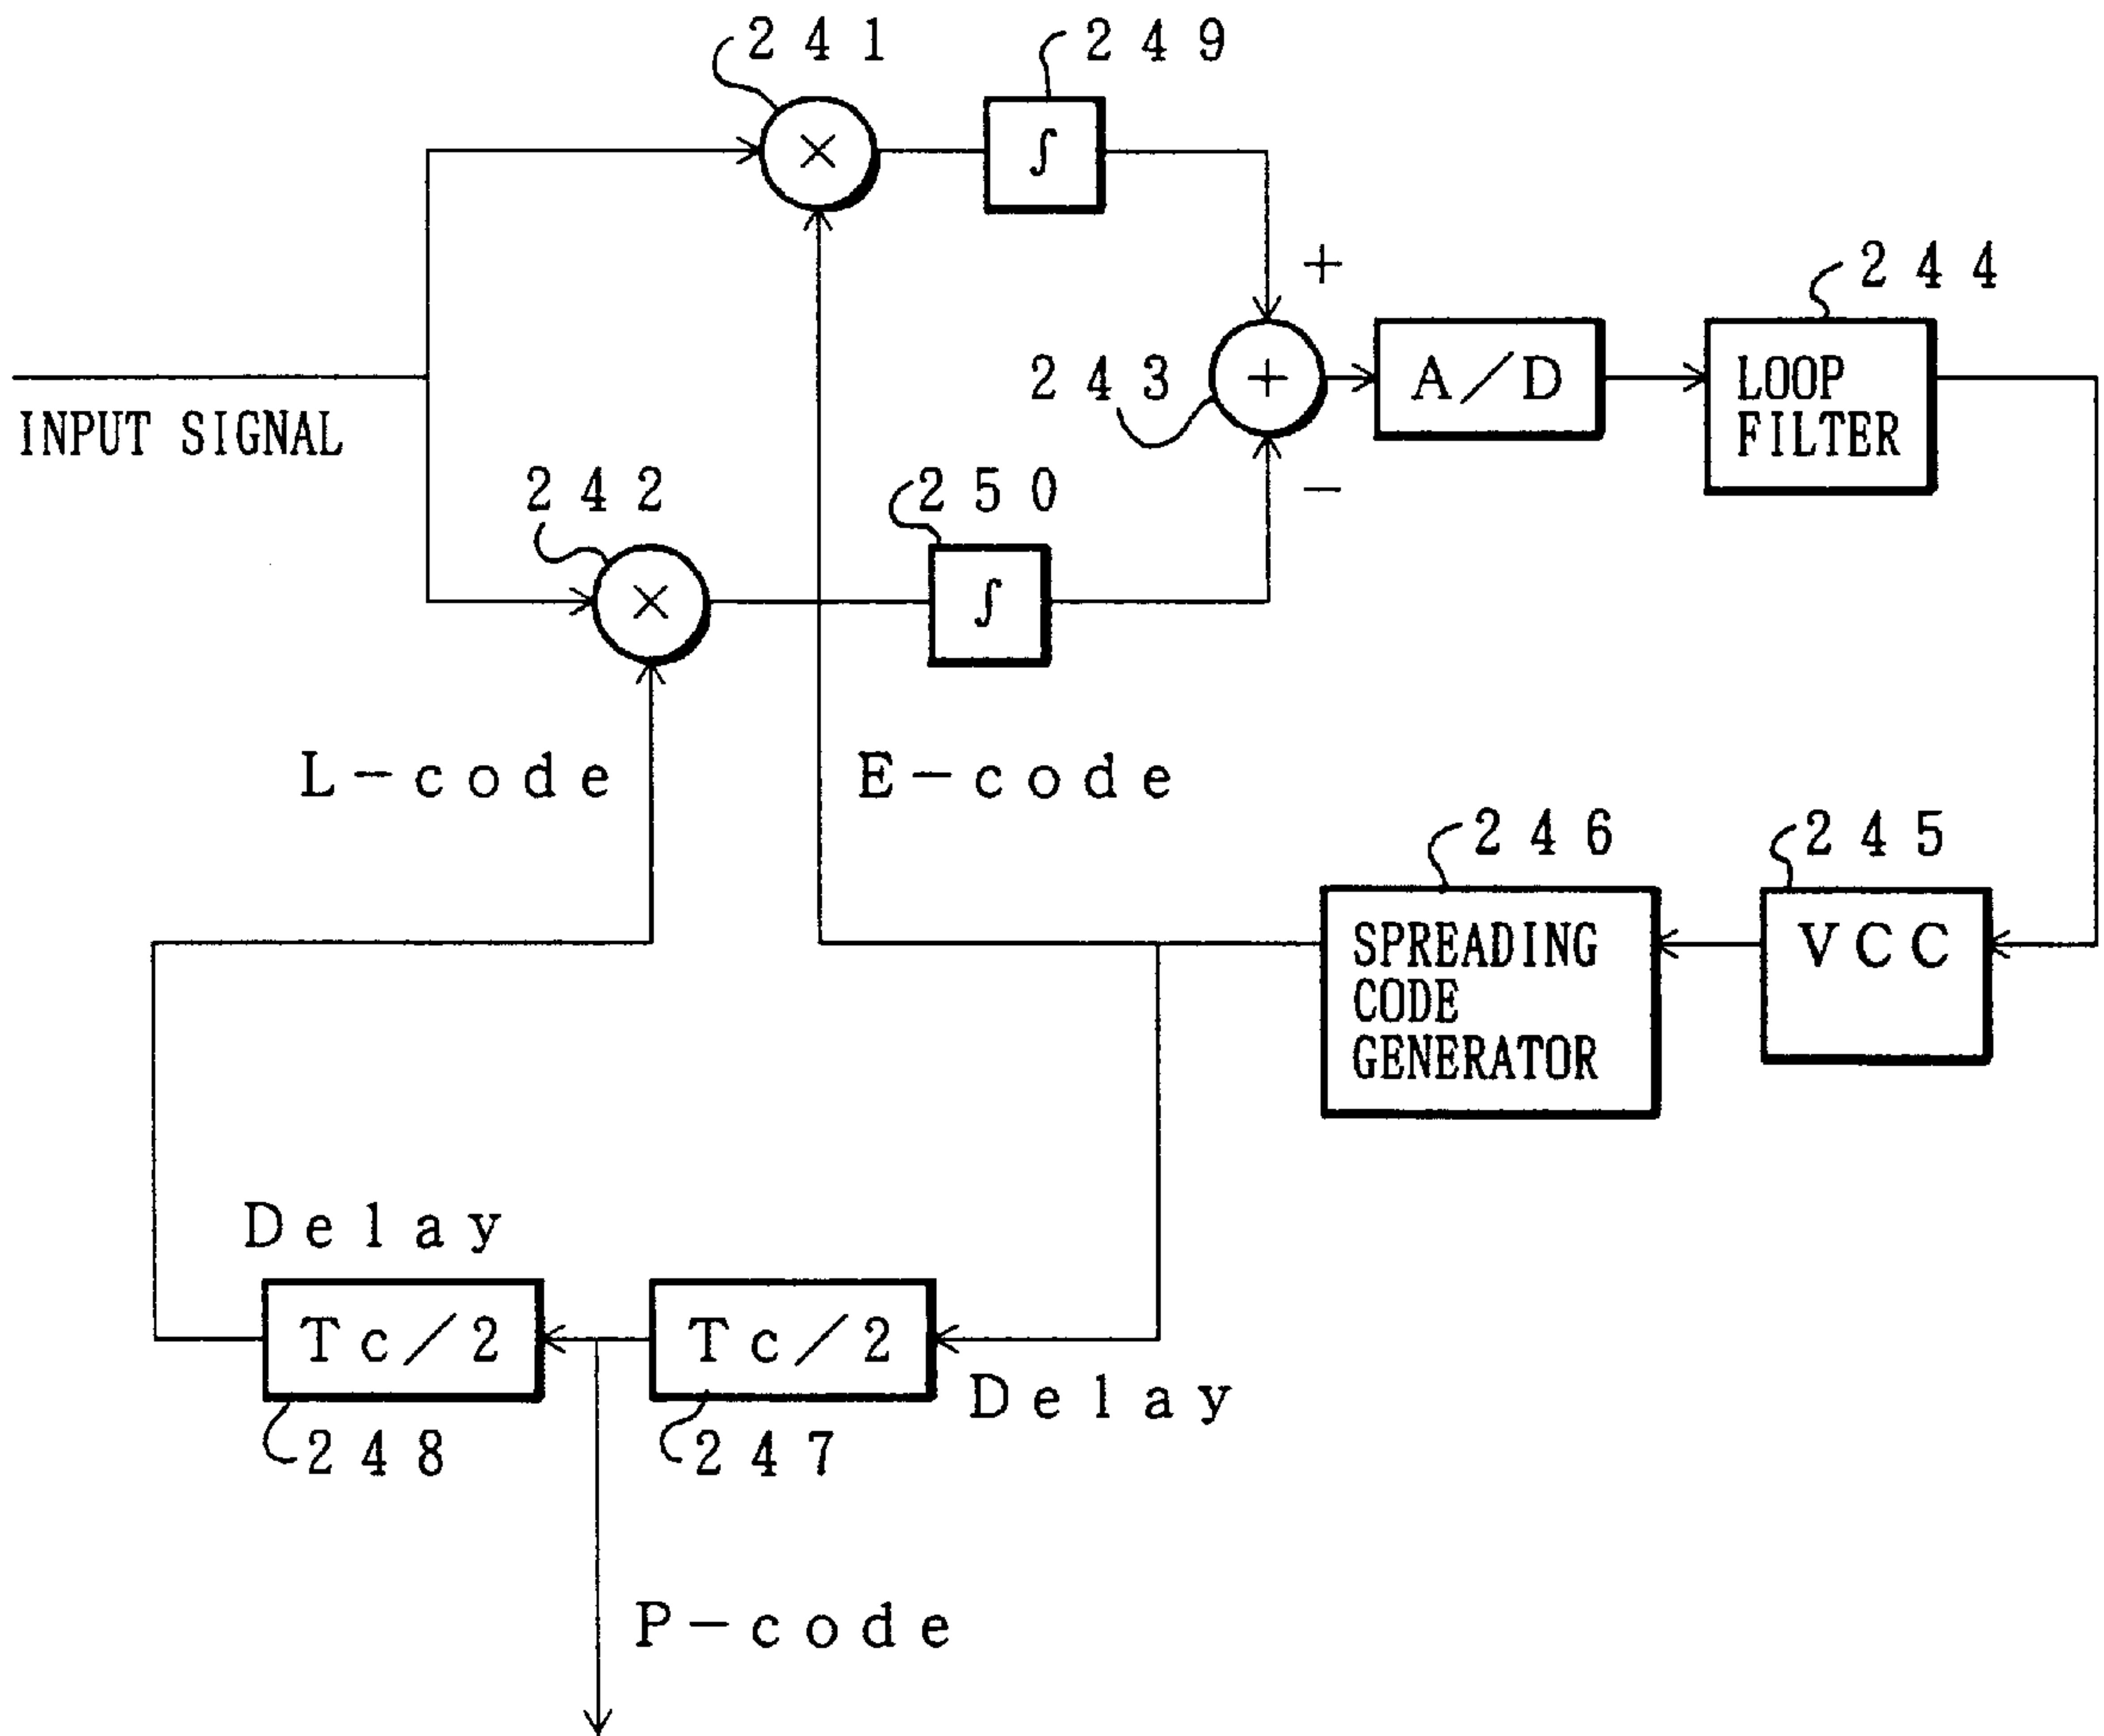 241
249
×
∫
+
244
243
+
A/D
LOOP
FILTER
INPUT SIGNAL
242
250
−
×
∫
L-code
E-code
246
245
SPREADING
CODE
GENERATOR
VCC
Delay
Tc/2
Tc/2
Delay
248
247
P-code